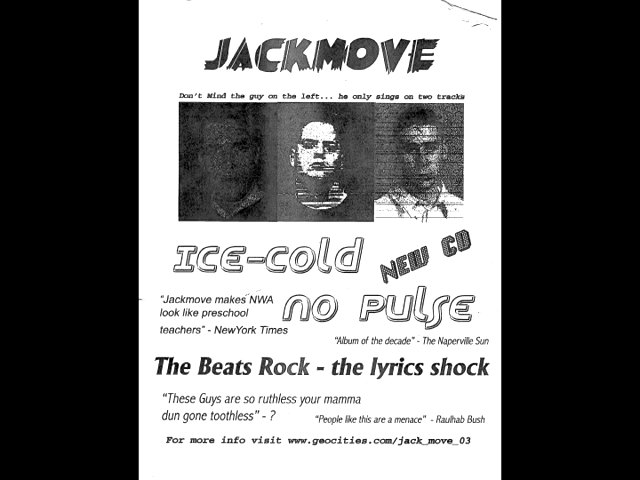 JACKMOVE
Don't Mind the guy on the left... he only sings on two tracks
ICE-COLD
NEW CD
NO PULSE
"Jackmove makes NWA
look like preschool
teachers" - NewYork Times
"Album of the decade" - The Naperville Sun
The Beats Rock - the lyrics shock
"These Guys are so ruthless your mamma
dun gone toothless" - ?
"People like this are a menace" - Raulhab Bush
For more info visit www.geocities.com/jack_move_03